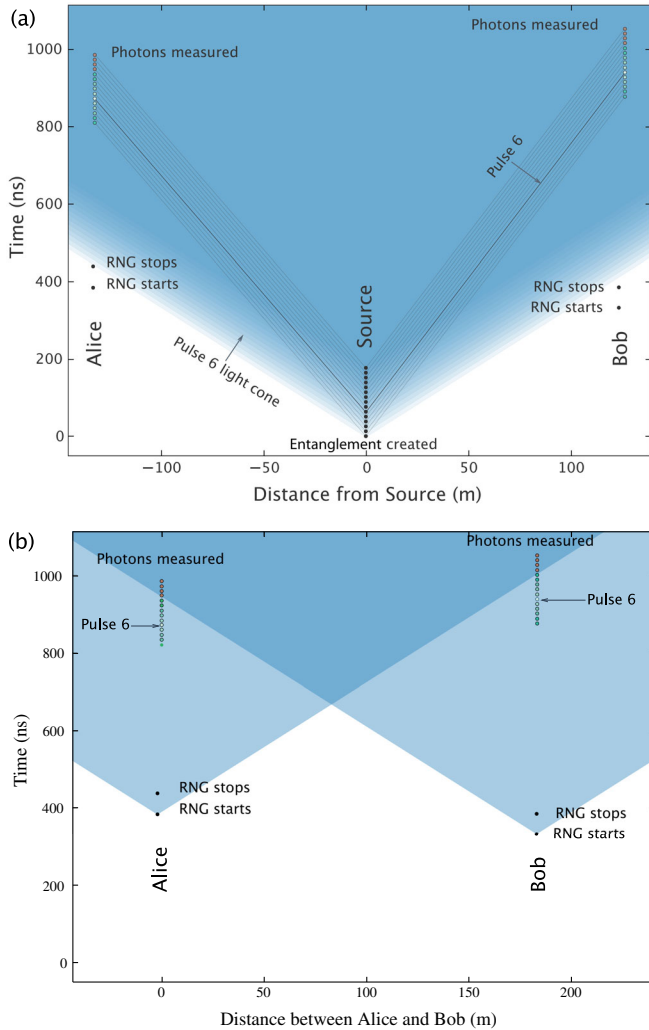 (a)
1000
800
600
400
200
0
Time (ns)
Photons measured
Photons measured
Pulse 6
RNG stops
RNG starts
RNG stops
RNG starts
Alice
Source
Bob
Pulse 6 light cone
Entanglement created
−100
−50
0
50
100
Distance from Source (m)
(b)
1000
800
600
400
200
0
Time (ns)
Photons measured
Photons measured
Pulse 6
Pulse 6
RNG stops
RNG starts
RNG stops
RNG starts
Alice
Bob
0
50
100
150
200
Distance between Alice and Bob (m)